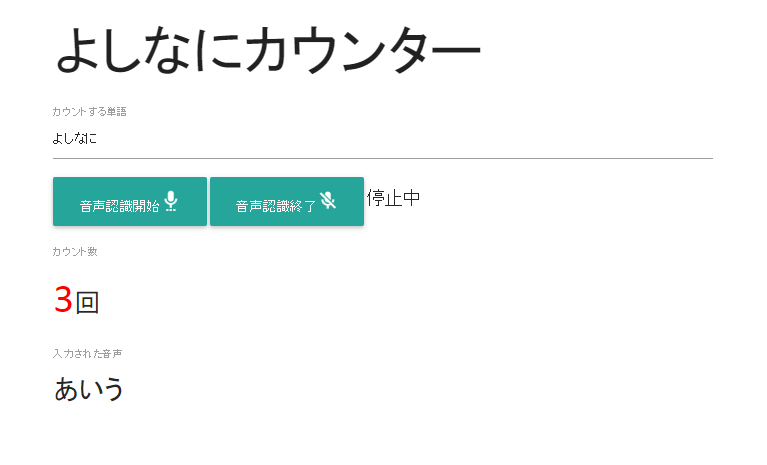 よしなにカウンター
カウントする単語
よしなに
音声認識開始 音声認識終了 停止中
カウント数
3回
入力された音声
あいう